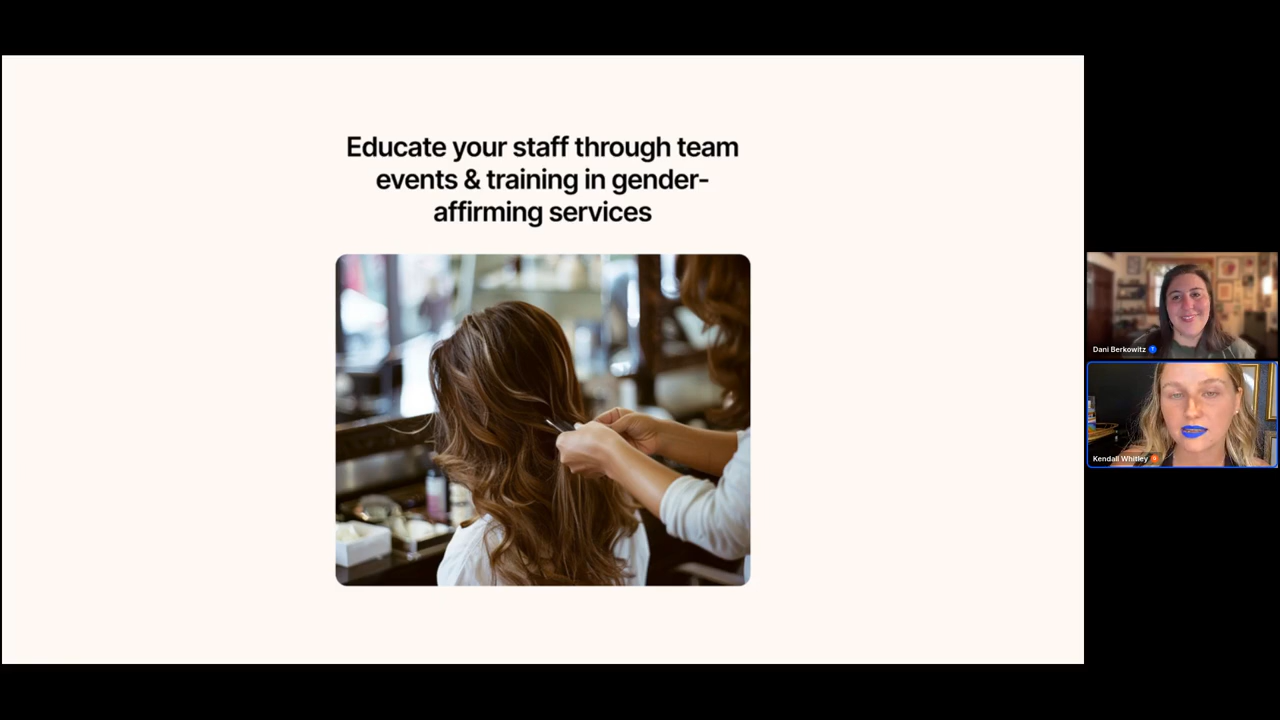 Educate your staff through team
events & training in gender-
affirming services
Dani Berkowitz
Kendall Whitley